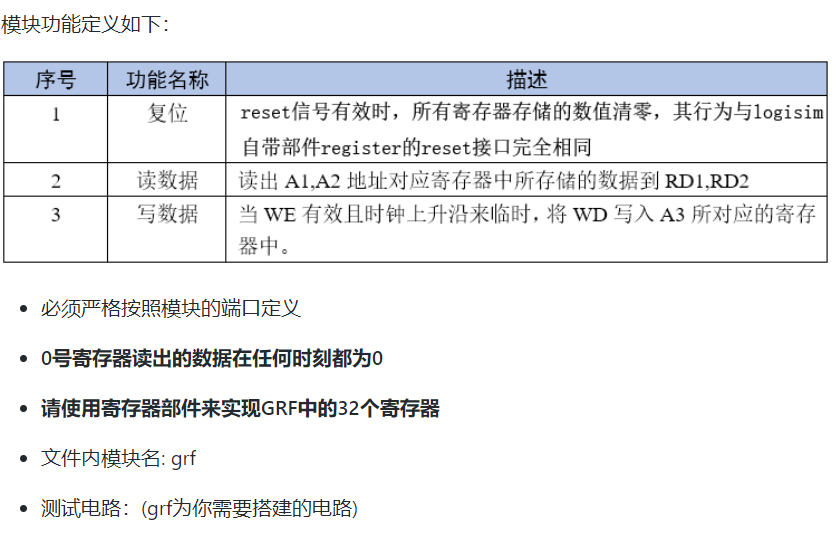 模块功能定义如下：
序号 功能名称 描述
1 复位 reset信号有效时，所有寄存器存储的数值清零，其行为与logisim
自带部件register的reset接口完全相同
2 读数据 读出 A1,A2 地址对应寄存器中所存储的数据到 RD1,RD2
3 写数据 当 WE 有效且时钟上升沿来临时，将 WD 写入 A3 所对应的寄存
器中。
• 必须严格按照模块的端口定义
• 0号寄存器读出的数据在任何时刻都为0
• 请使用寄存器部件来实现GRF中的32个寄存器
• 文件内模块名: grf
• 测试电路：(grf为你需要搭建的电路)